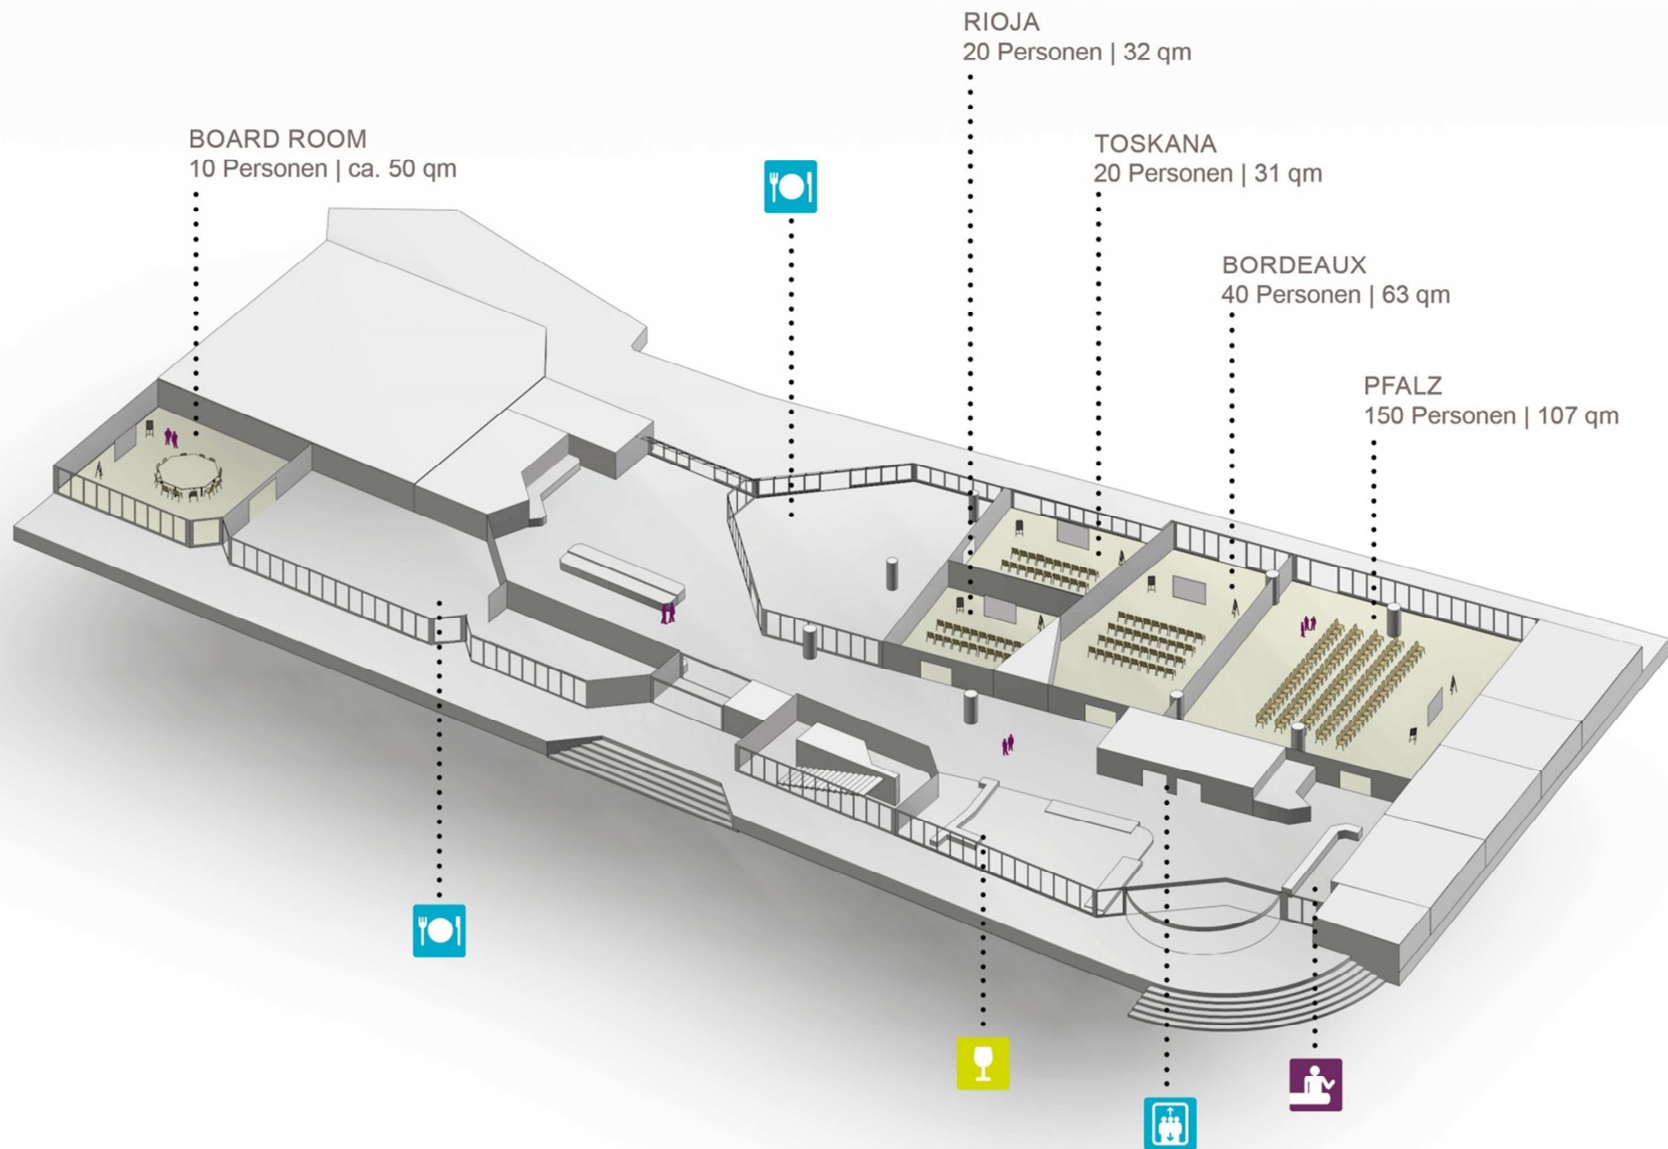 RIOJA
20 Personen | 32 qm
BOARD ROOM
10 Personen | ca. 50 qm
TOSKANA
20 Personen | 31 qm
BORDEAUX
40 Personen | 63 qm
PFALZ
150 Personen | 107 qm